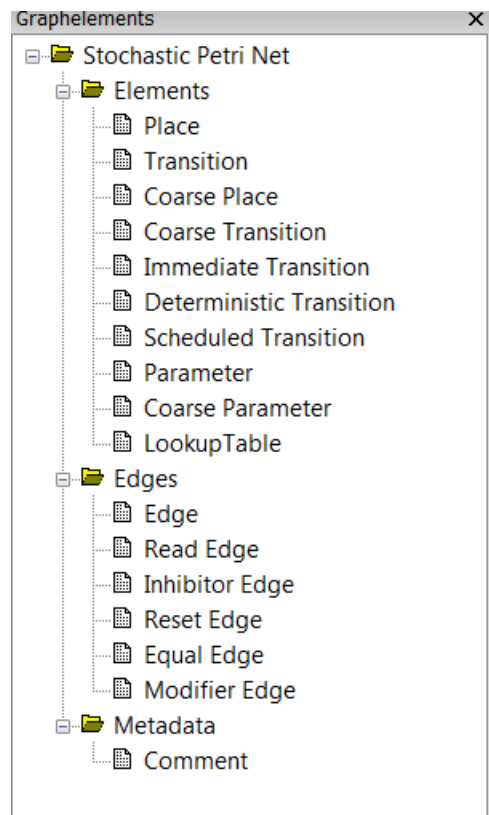 Graphelements
Stochastic Petri Net
Elements
Place
Transition
Coarse Place
Coarse Transition
Immediate Transition
Deterministic Transition
Scheduled Transition
Parameter
Coarse Parameter
LookupTable
Edges
Edge
Read Edge
Inhibitor Edge
Reset Edge
Equal Edge
Modifier Edge
Metadata
Comment